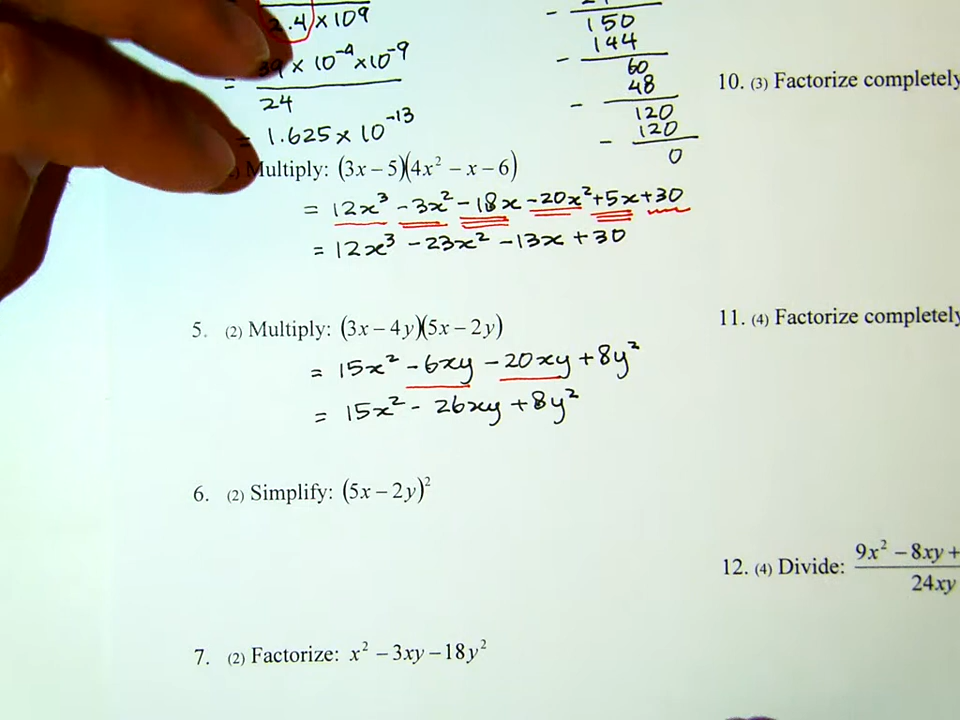 2.4 × 10⁹
= 39 × 10⁻⁴ × 10⁻⁹
24
= 1.625 × 10⁻¹³
Multiply: (3x − 5)(4x² − x − 6)
= 12x³ − 3x² − 18x − 20x² + 5x + 30
= 12x³ − 23x² − 13x + 30
5. (2) Multiply: (3x − 4y)(5x − 2y)
= 15x² − 6xy − 20xy + 8y²
= 15x² − 26xy + 8y²
6. (2) Simplify: (5x − 2y)²
7. (2) Factorize: x² − 3xy − 18y²
150
− 144
60
− 48
120
− 120
0
10. (3) Factorize completely
11. (4) Factorize completely
12. (4) Divide: 9x² − 8xy +
24xy